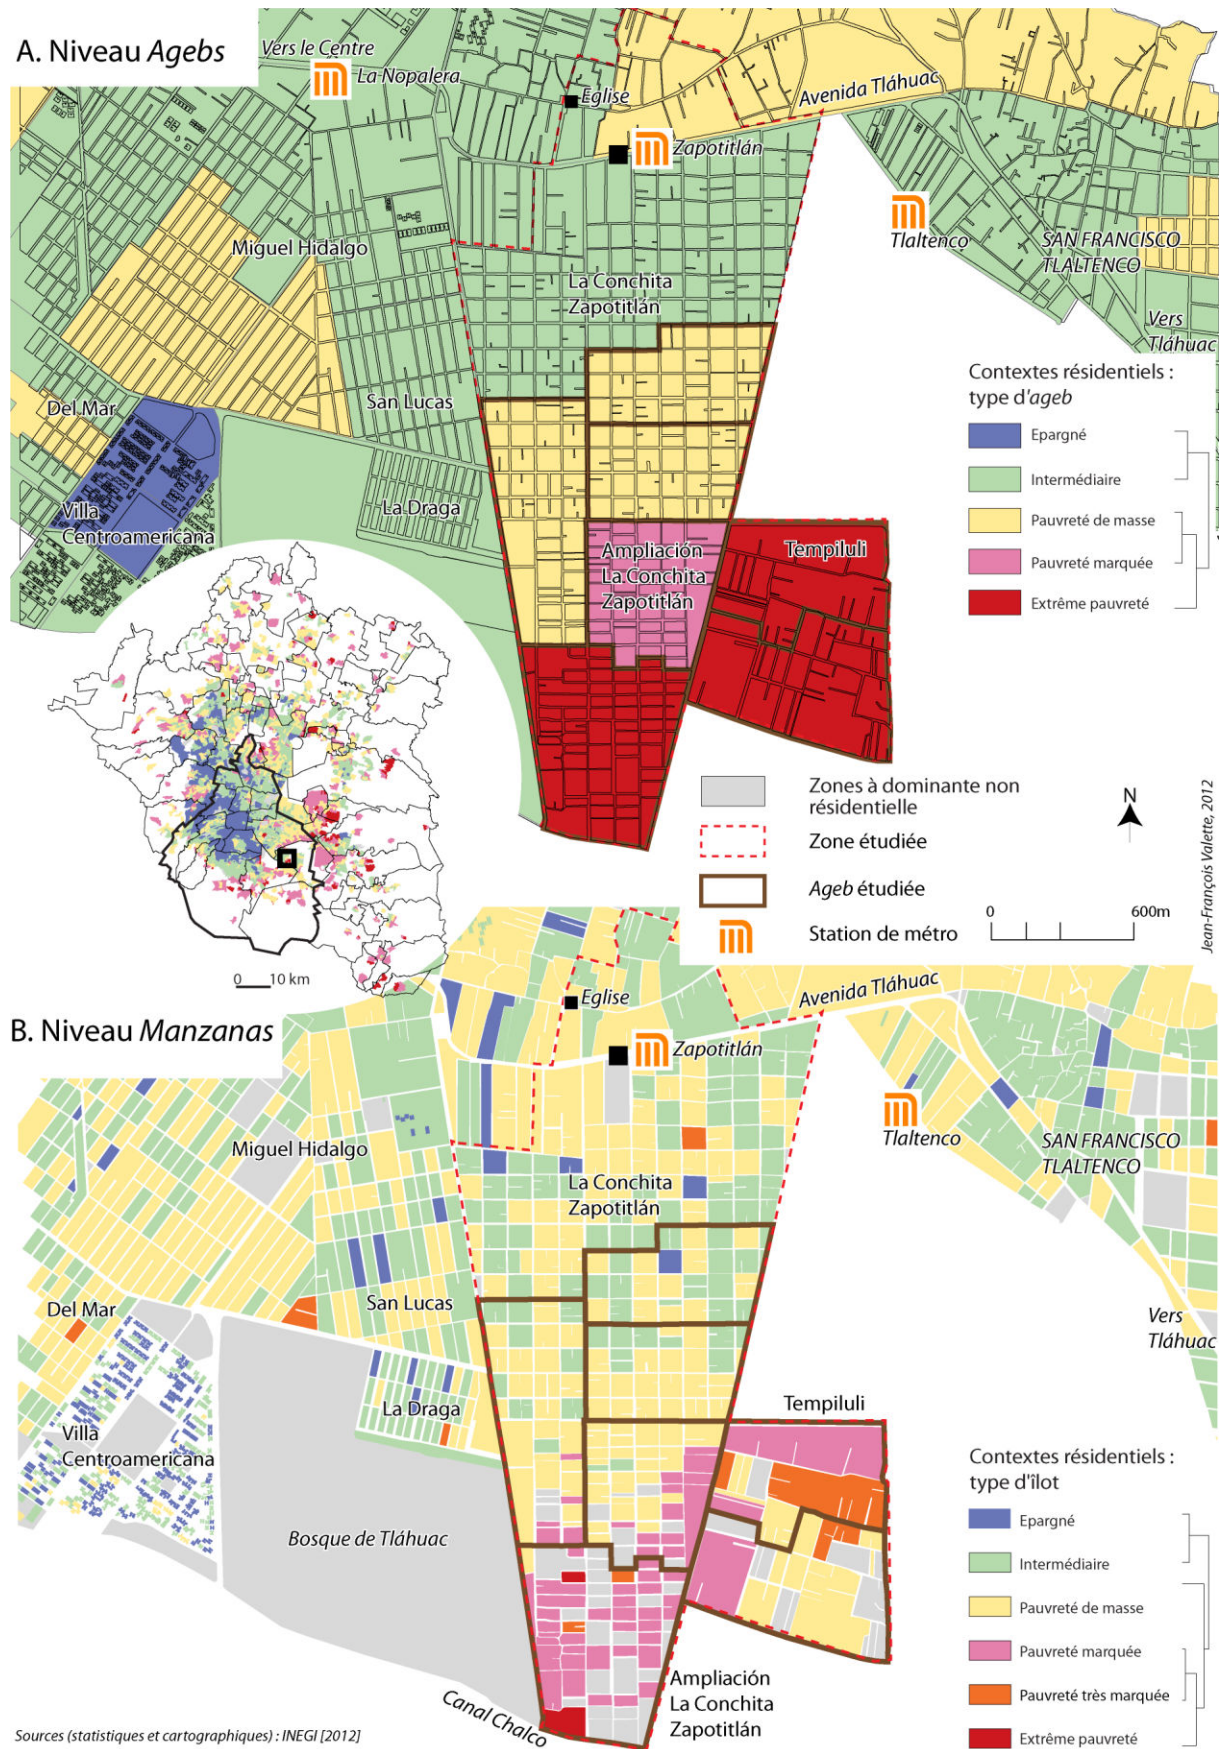 A. Niveau Agebs
Vers le Centre
La Nopalera
Eglise
Avenida Tláhuac
Zapotitlán
Tlaltenco
Miguel Hidalgo
SAN FRANCISCO
TLALTENCO
La Conchita
Zapotitlán
Vers
Tláhuac
Del Mar
San Lucas
La Draga
Villa
Centroamericana
Ampliación
La Conchita
Zapotitlán
Tempiluli
Contextes résidentiels :
type d'ageb
Epargné
Intermédiaire
Pauvreté de masse
Pauvreté marquée
Extrême pauvreté
Zones à dominante non
résidentielle
Zone étudiée
Ageb étudiée
Station de métro
N
0 600m
Jean-François Valette, 2012
0 10 km
B. Niveau Manzanas
Eglise
Avenida Tláhuac
Zapotitlán
Tlaltenco
Miguel Hidalgo
SAN FRANCISCO
TLALTENCO
La Conchita
Zapotitlán
Del Mar
San Lucas
Vers
Tláhuac
La Draga
Tempiluli
Villa
Centroamericana
Bosque de Tláhuac
Contextes résidentiels :
type d'îlot
Epargné
Intermédiaire
Pauvreté de masse
Pauvreté marquée
Pauvreté très marquée
Extrême pauvreté
Ampliación
La Conchita
Zapotitlán
Canal Chalco
Sources (statistiques et cartographiques) : INEGI [2012]